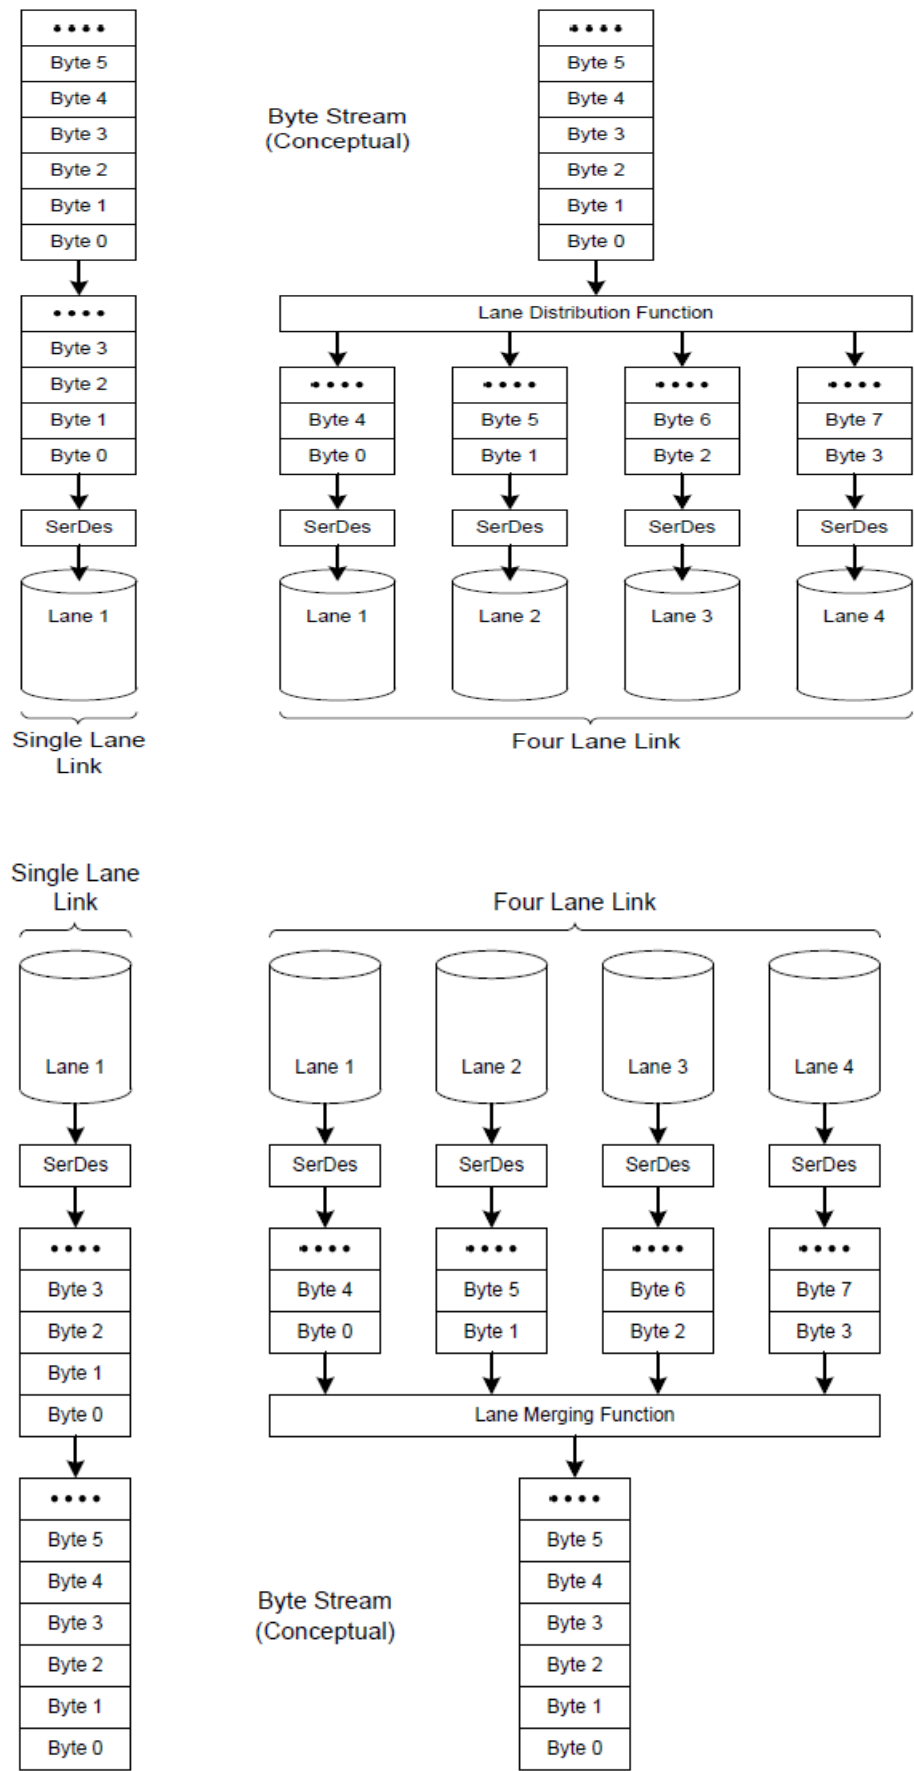 ••••
Byte 5
Byte 4
Byte 3
Byte 2
Byte 1
Byte 0
••••
Byte 3
Byte 2
Byte 1
Byte 0
SerDes
Lane 1
Single Lane
Link
Byte Stream
(Conceptual)
••••
Byte 5
Byte 4
Byte 3
Byte 2
Byte 1
Byte 0
Lane Distribution Function
••••
Byte 4
Byte 0
SerDes
Lane 1
••••
Byte 5
Byte 1
SerDes
Lane 2
••••
Byte 6
Byte 2
SerDes
Lane 3
••••
Byte 7
Byte 3
SerDes
Lane 4
Four Lane Link
Single Lane
Link
Lane 1
SerDes
••••
Byte 3
Byte 2
Byte 1
Byte 0
••••
Byte 5
Byte 4
Byte 3
Byte 2
Byte 1
Byte 0
Four Lane Link
Lane 1
SerDes
••••
Byte 4
Byte 0
Lane 2
SerDes
••••
Byte 5
Byte 1
Lane 3
SerDes
••••
Byte 6
Byte 2
Lane 4
SerDes
••••
Byte 7
Byte 3
Lane Merging Function
Byte Stream
(Conceptual)
••••
Byte 5
Byte 4
Byte 3
Byte 2
Byte 1
Byte 0